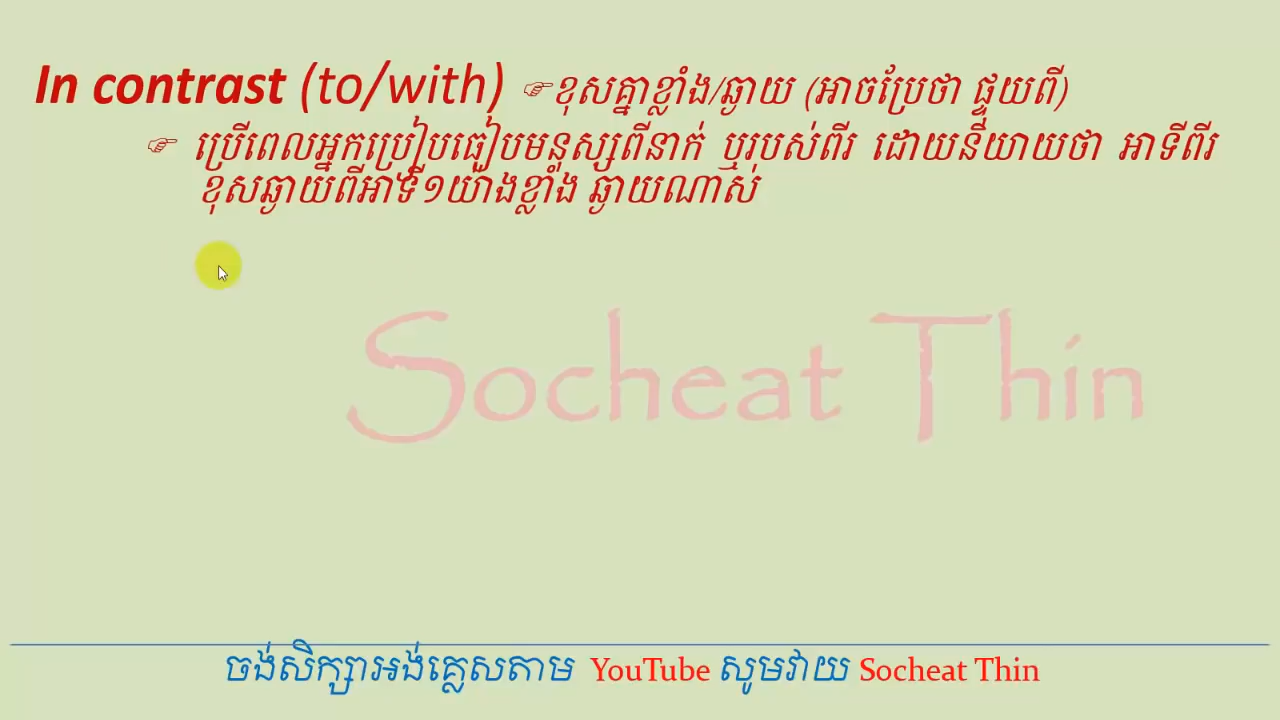 In contrast (to/with) ☞ខុសគ្នាខ្លាំង/ឆ្ងាយ (អាចប្រែថា ផ្ទុយពី)
☞ ប្រើពេលអ្នកប្រៀបធៀបមនុស្សពីនាក់ ឬរបស់ពីរ ដោយនិយាយថា អាទីពីរ
ខុសឆ្ងាយពីអាទី១យ៉ាងខ្លាំង ឆ្ងាយណាស់
Socheat Thin
ចង់សិក្សាអង់គ្លេសតាម YouTube សូមវាយ Socheat Thin